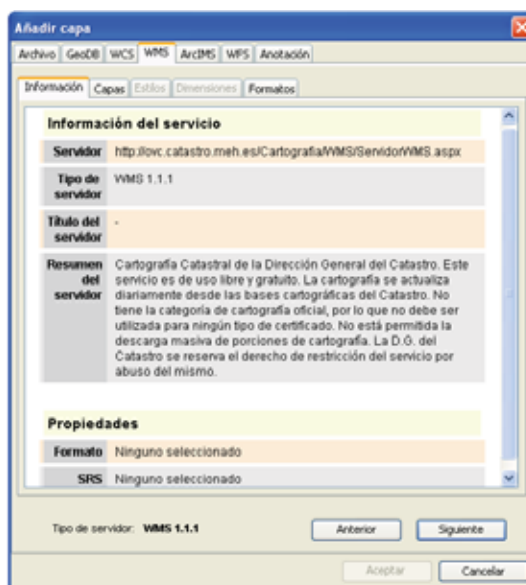 Añadir capa
Archivo GeoDB WCS WMS ArcIMS WFS Anotación
Información Capas Estilos Dimensiones Formatos
Información del servicio
Servidor http://ovc.catastro.meh.es/Cartografia/WMS/ServidorWMS.aspx
Tipo de servidor WMS 1.1.1
Título del servidor -
Resumen del servidor Cartografía Catastral de la Dirección General del Catastro. Este
servicio es de uso libre y gratuito. La cartografía se actualiza
diariamente desde las bases cartográficas del Catastro. No
tiene la categoría de cartografía oficial, por lo que no debe ser
utilizada para ningún tipo de certificado. No está permitida la
descarga masiva de porciones de cartografía. La D.G. del
Catastro se reserva el derecho de restricción del servicio por
abuso del mismo.
Propiedades
Formato Ninguno seleccionado
SRS Ninguno seleccionado
Tipo de servidor: WMS 1.1.1
Anterior Siguiente
Aceptar Cancelar